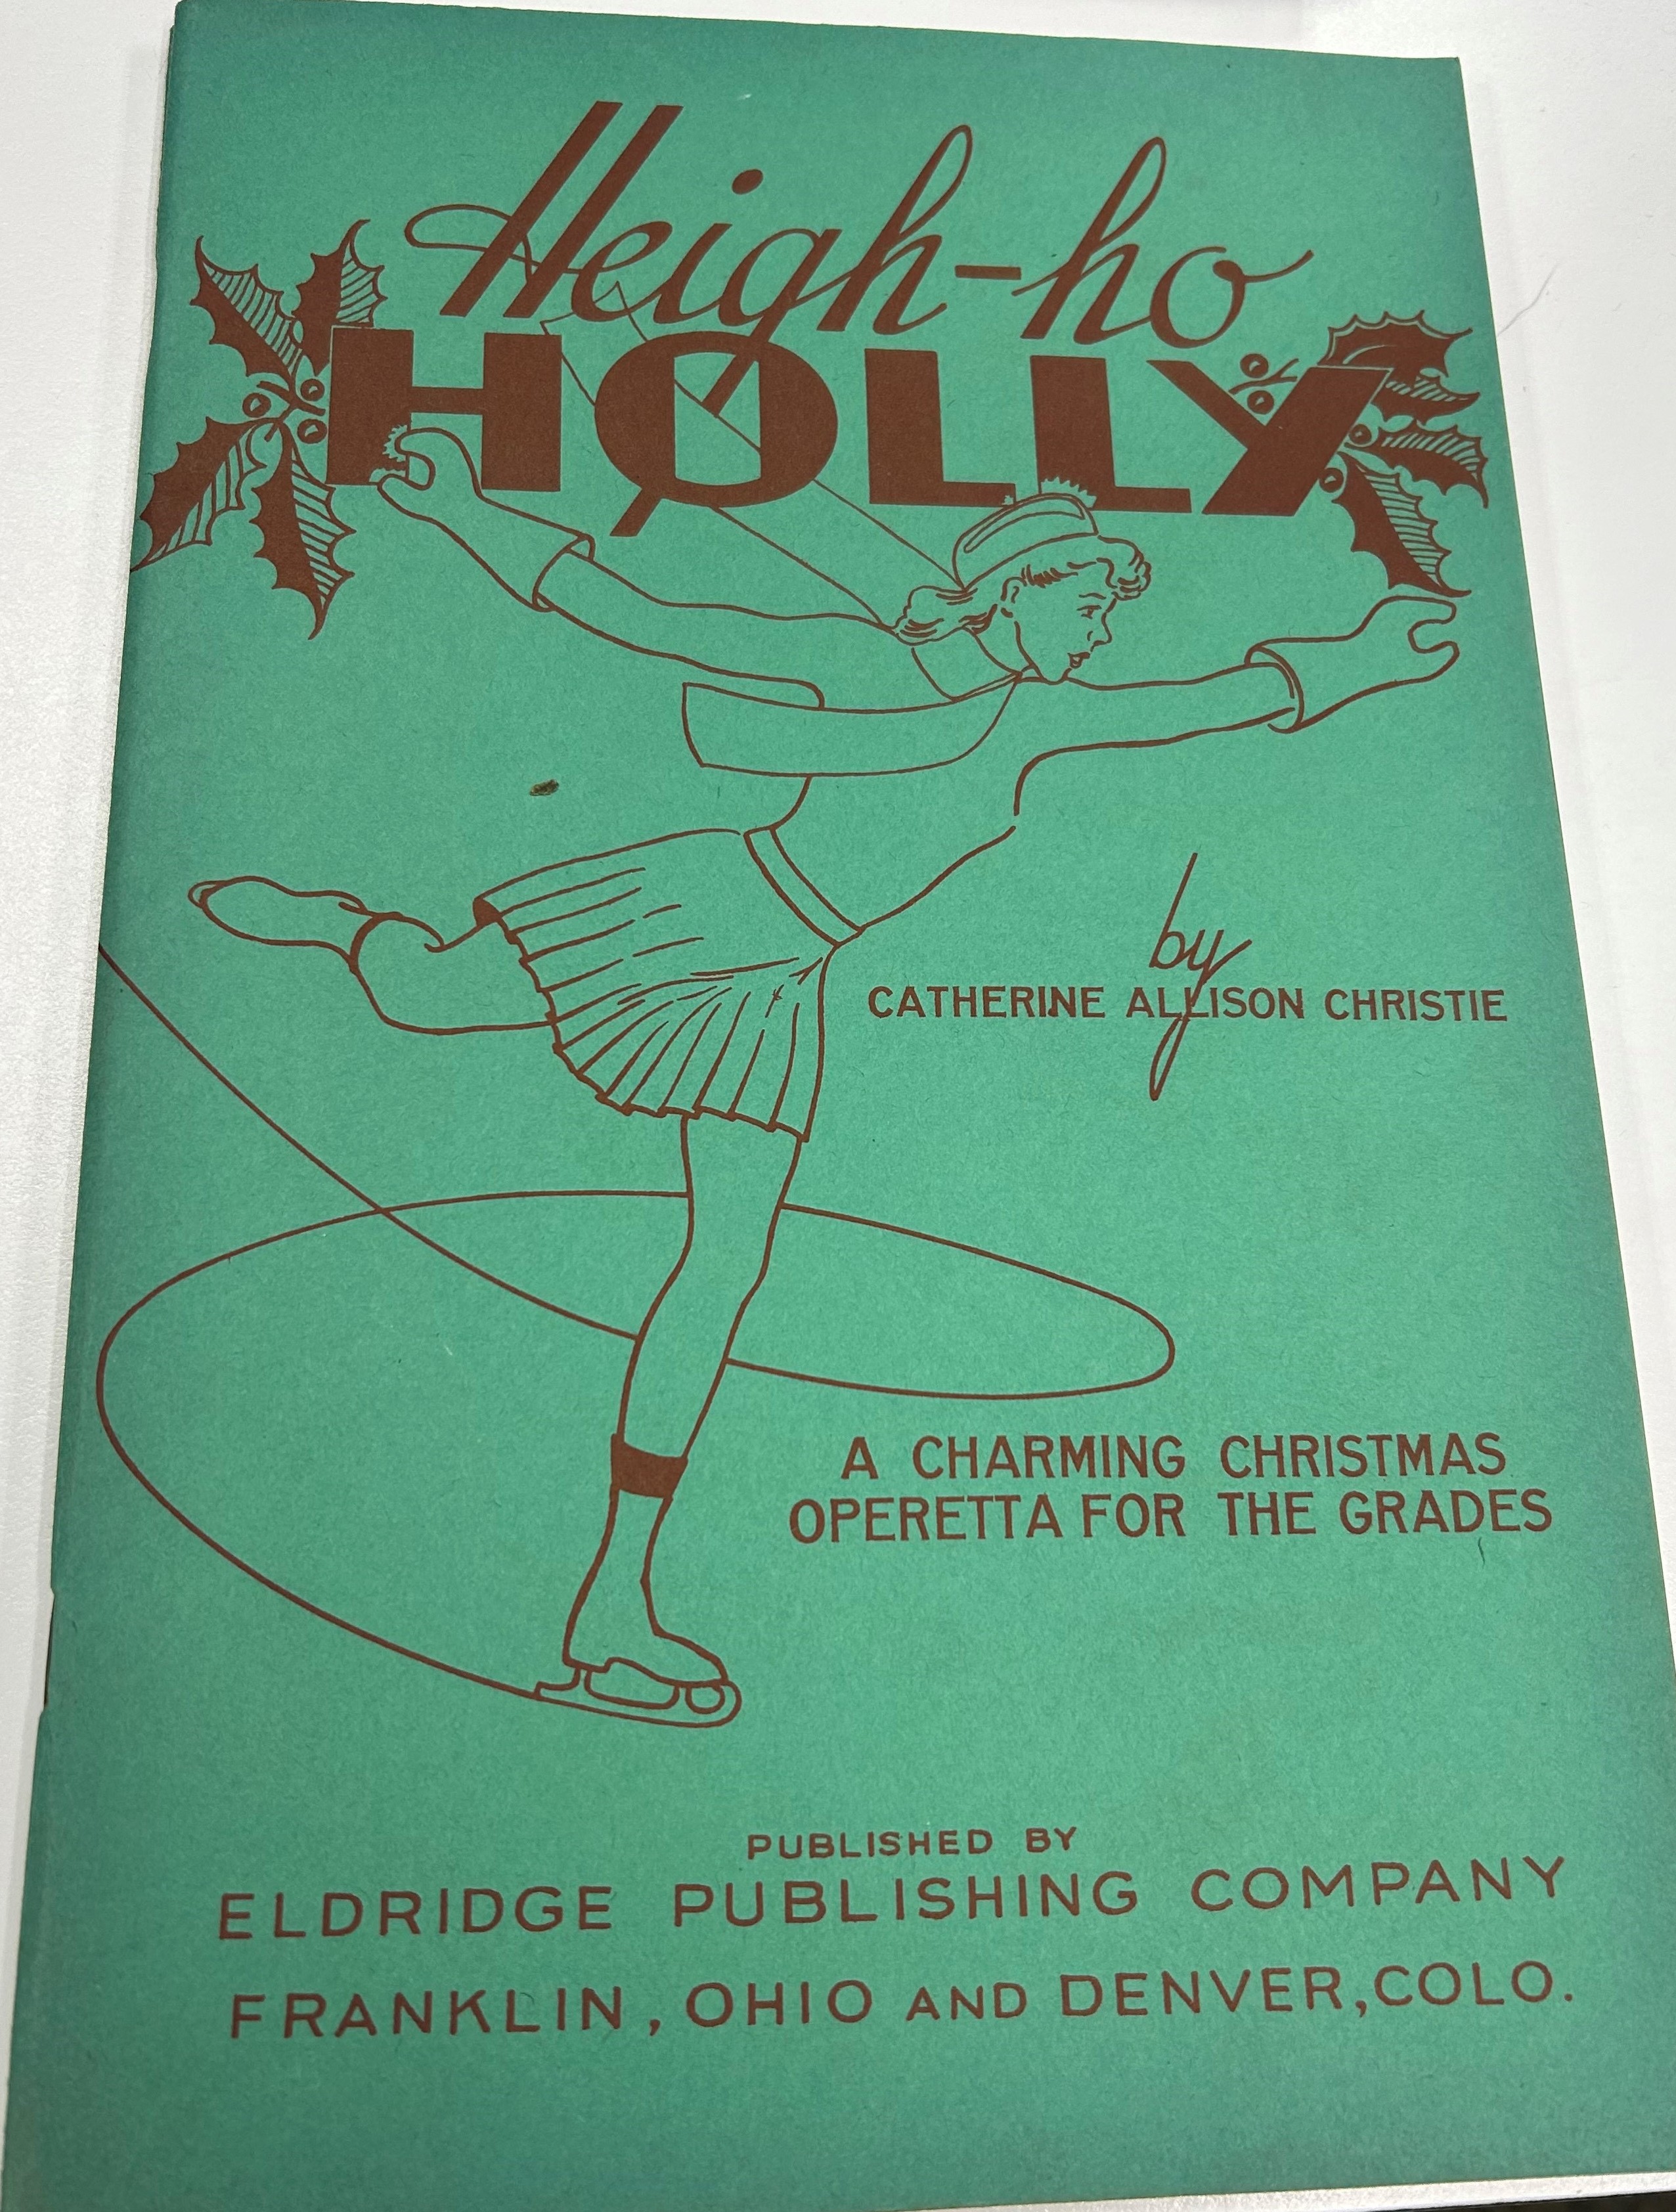 Heigh-ho
HOLLY
by
CATHERINE ALLISON CHRISTIE
A CHARMING CHRISTMAS
OPERETTA FOR THE GRADES
PUBLISHED BY
ELDRIDGE PUBLISHING COMPANY
FRANKLIN, OHIO AND DENVER, COLO.